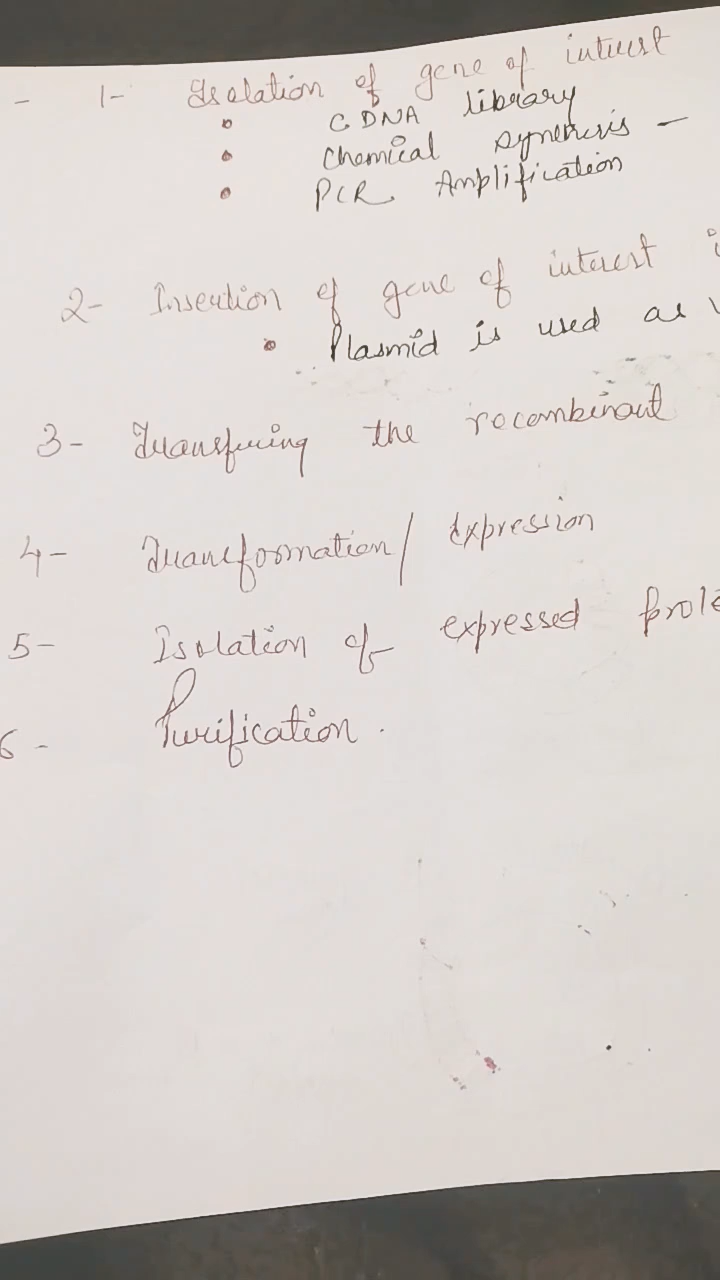 - 1- Isolation of gene of interest
• CDNA library
• Chemical synthesis -
• PCR Amplification
2- Insertion of gene of interest
• Plasmid is used as
3- Transfering the recombinant
4- Transformation/ Expression
5- Isolation of expressed
6- Purification.